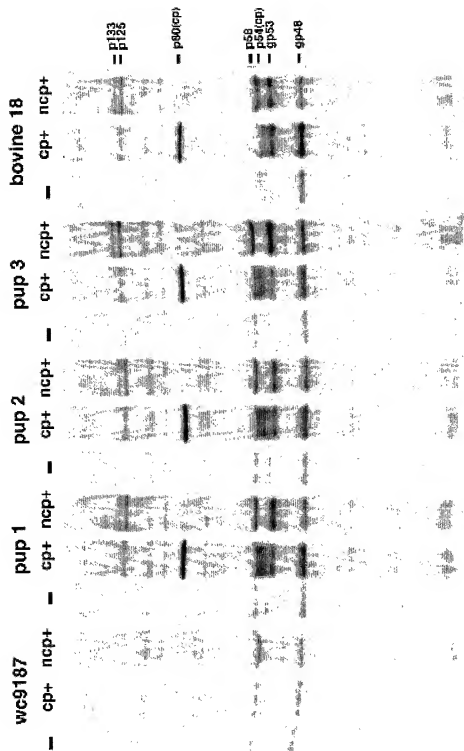 p133
p125
p80(cp)
p58
p54(cp)
gp53
gp48
wc9187 pup 1 pup 2 pup 3 bovine 18
– cp+ ncp+ – cp+ ncp+ – cp+ ncp+ – cp+ ncp+ – cp+ ncp+